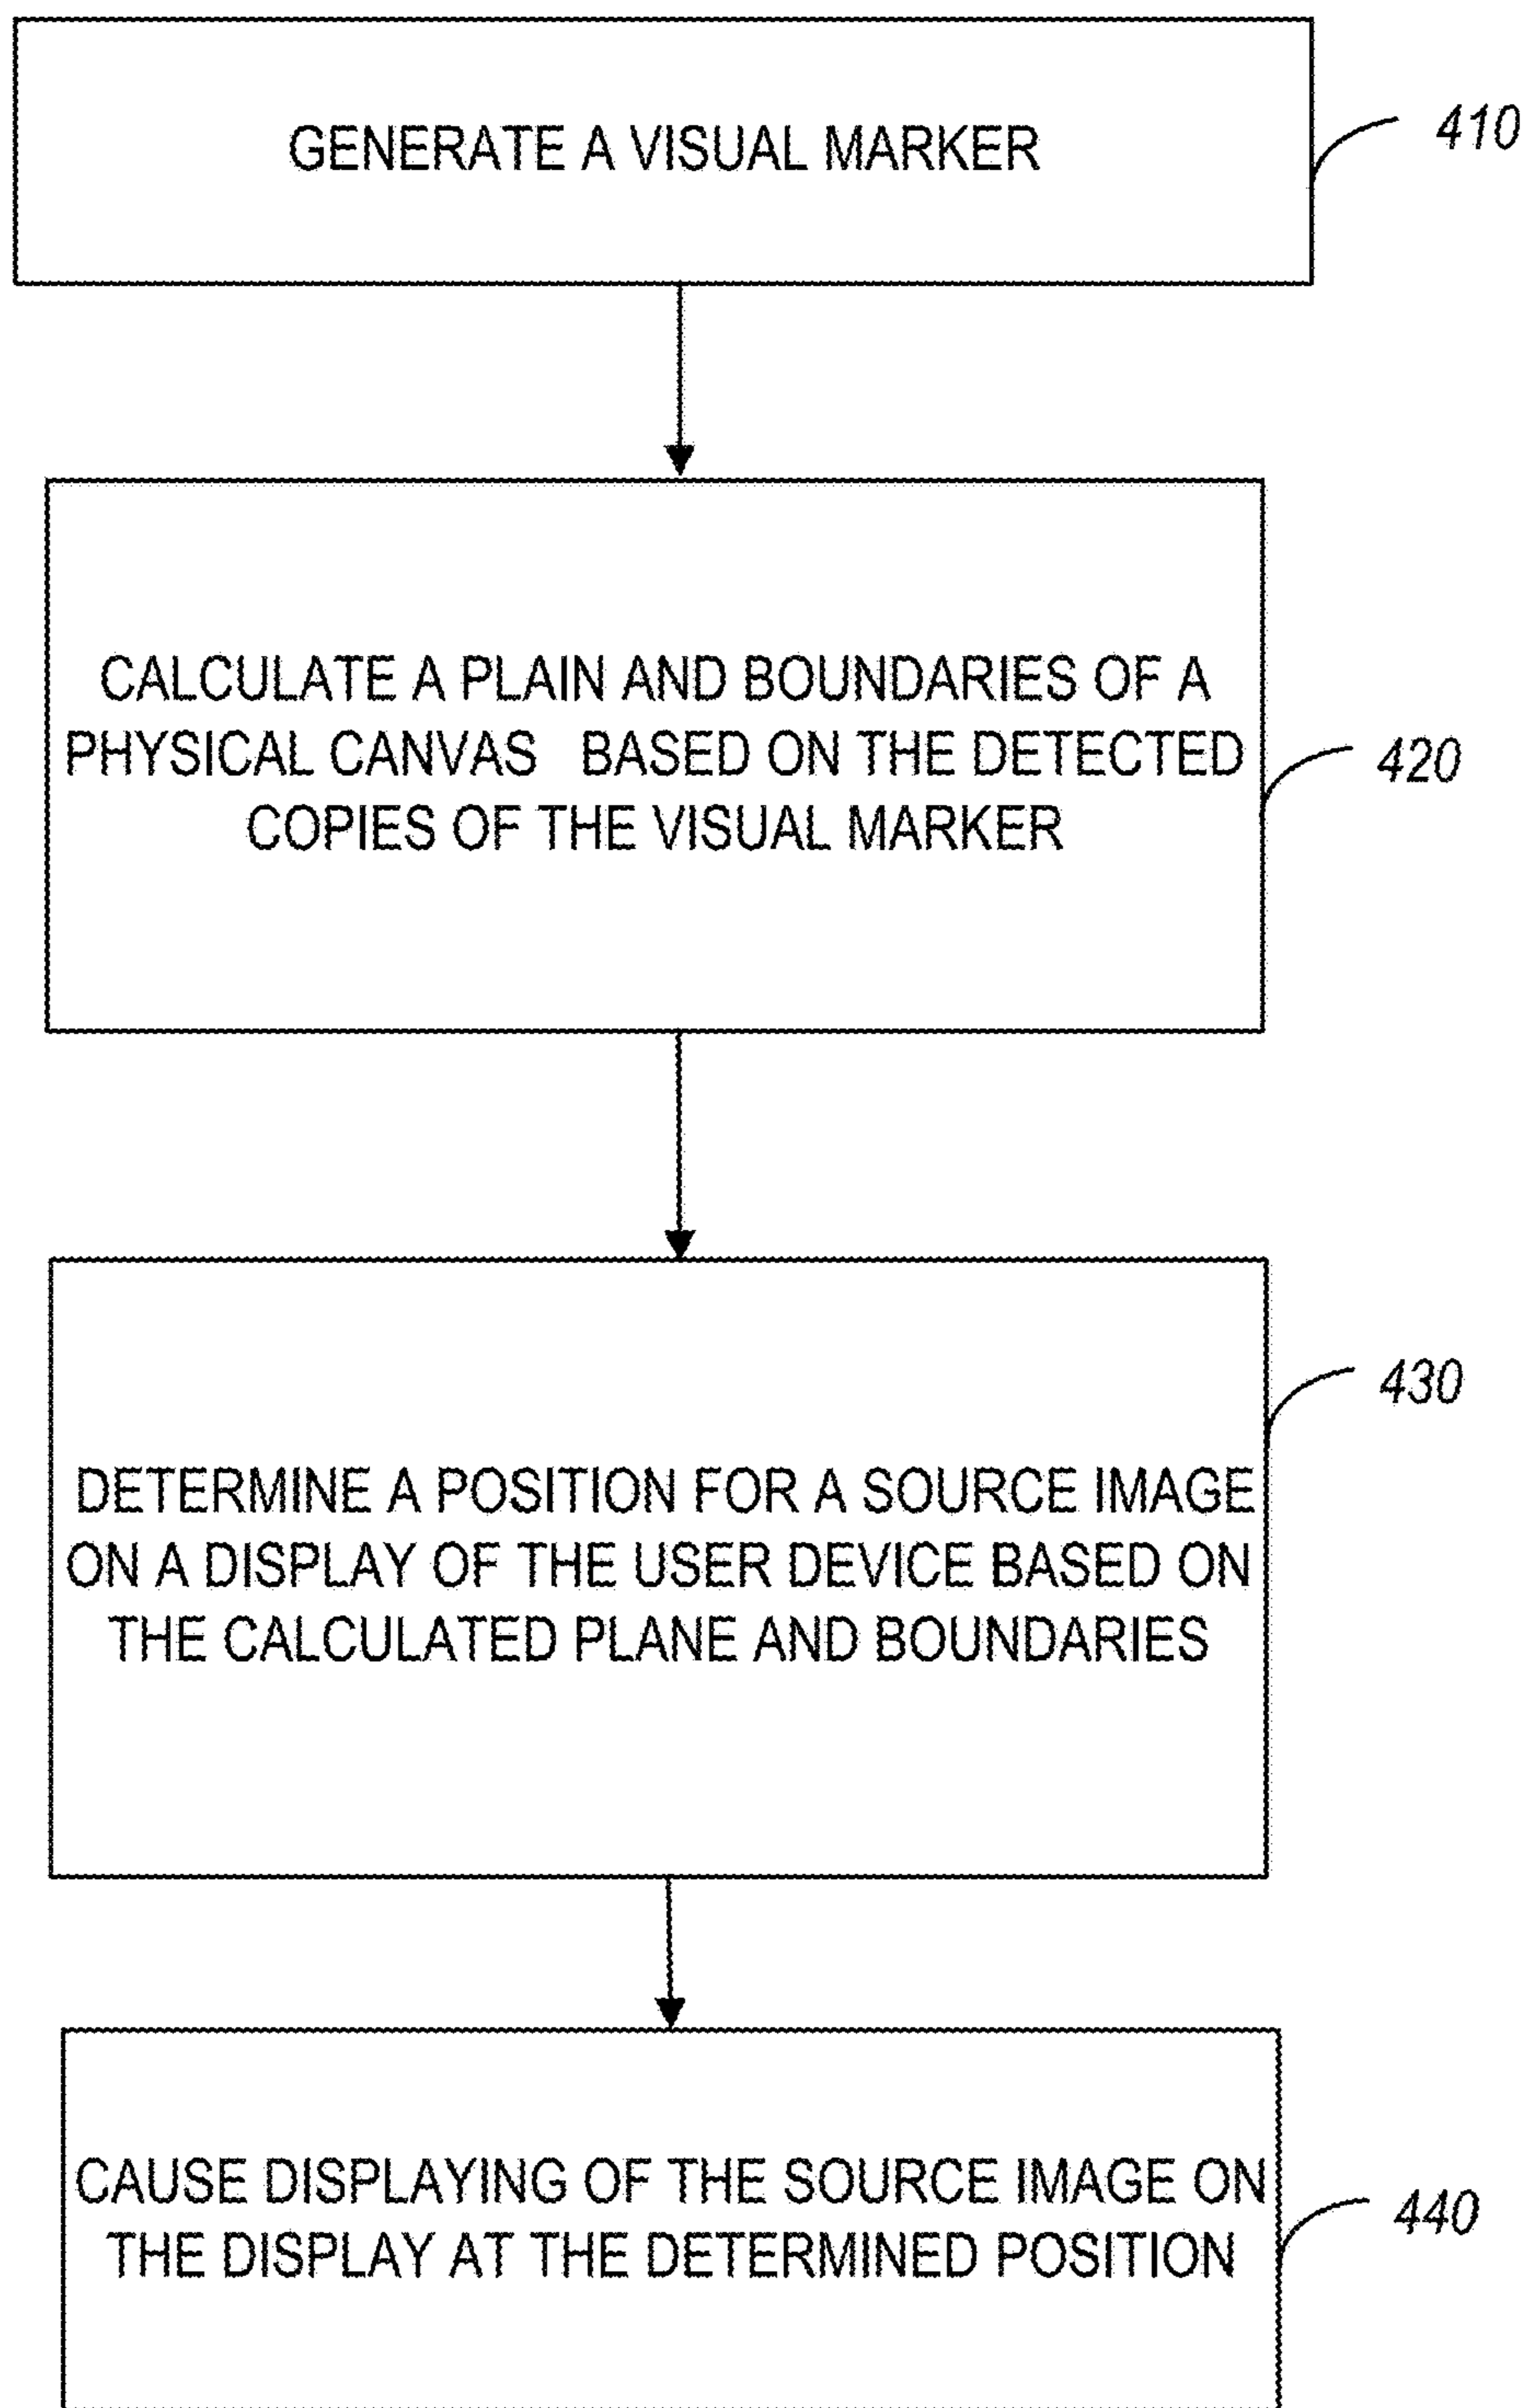 GENERATE A VISUAL MARKER
410
CALCULATE A PLAIN AND BOUNDARIES OF A
PHYSICAL CANVAS BASED ON THE DETECTED
COPIES OF THE VISUAL MARKER
420
430
DETERMINE A POSITION FOR A SOURCE IMAGE
ON A DISPLAY OF THE USER DEVICE BASED ON
THE CALCULATED PLANE AND BOUNDARIES
CAUSE DISPLAYING OF THE SOURCE IMAGE ON
THE DISPLAY AT THE DETERMINED POSITION
440